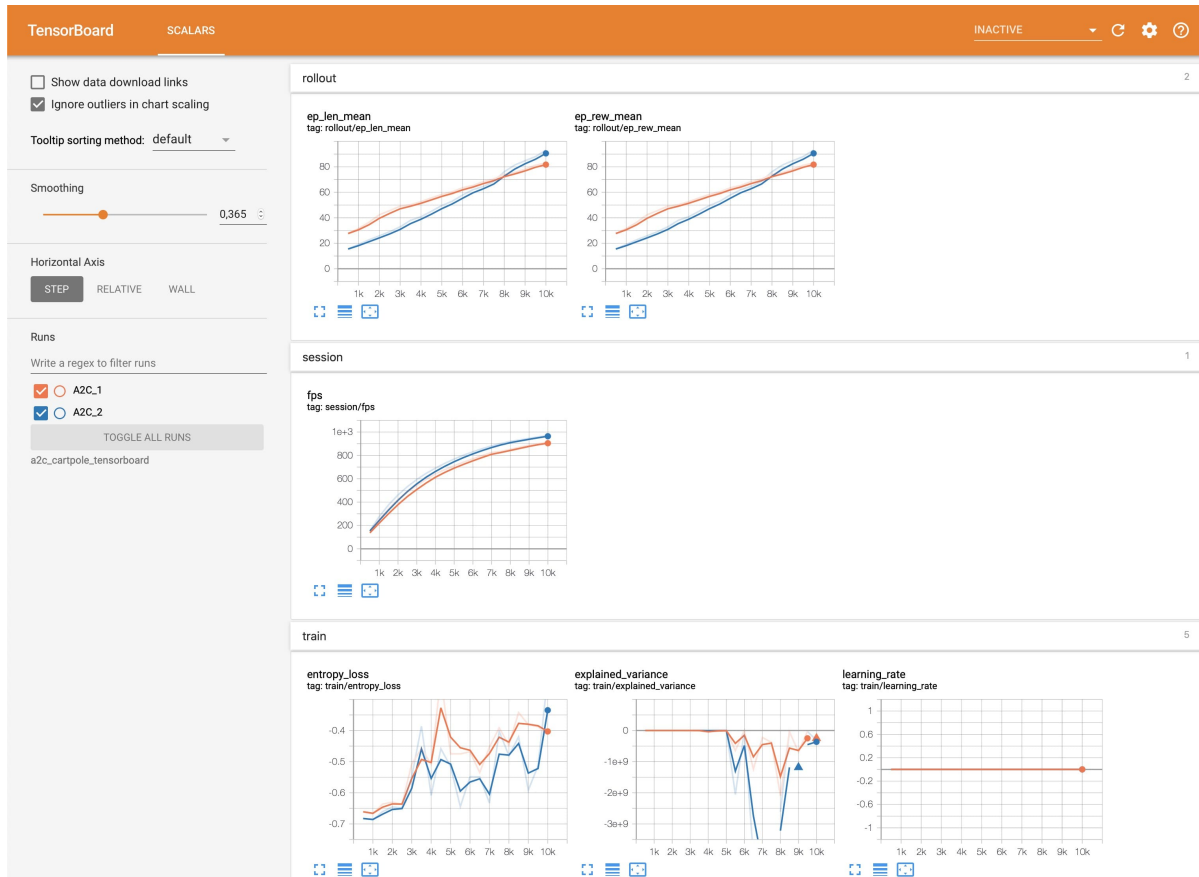 TensorBoard
SCALARS
INACTIVE
Show data download links
Ignore outliers in chart scaling
Tooltip sorting method: default
Smoothing
0,365
Horizontal Axis
STEP RELATIVE WALL
Runs
Write a regex to filter runs
A2C_1
A2C_2
TOGGLE ALL RUNS
a2c_cartpole_tensorboard
rollout
2
ep_len_mean
tag: rollout/ep_len_mean
80
60
40
20
0
1k 2k 3k 4k 5k 6k 7k 8k 9k 10k
ep_rew_mean
tag: rollout/ep_rew_mean
80
60
40
20
0
1k 2k 3k 4k 5k 6k 7k 8k 9k 10k
session
1
fps
tag: session/fps
1e+3
800
600
400
200
0
1k 2k 3k 4k 5k 6k 7k 8k 9k 10k
train
5
entropy_loss
tag: train/entropy_loss
-0.4
-0.5
-0.6
-0.7
1k 2k 3k 4k 5k 6k 7k 8k 9k 10k
explained_variance
tag: train/explained_variance
0
-1e+9
-2e+9
-3e+9
1k 2k 3k 4k 5k 6k 7k 8k 9k 10k
learning_rate
tag: train/learning_rate
1
0.6
0.2
-0.2
-0.6
-1
1k 2k 3k 4k 5k 6k 7k 8k 9k 10k